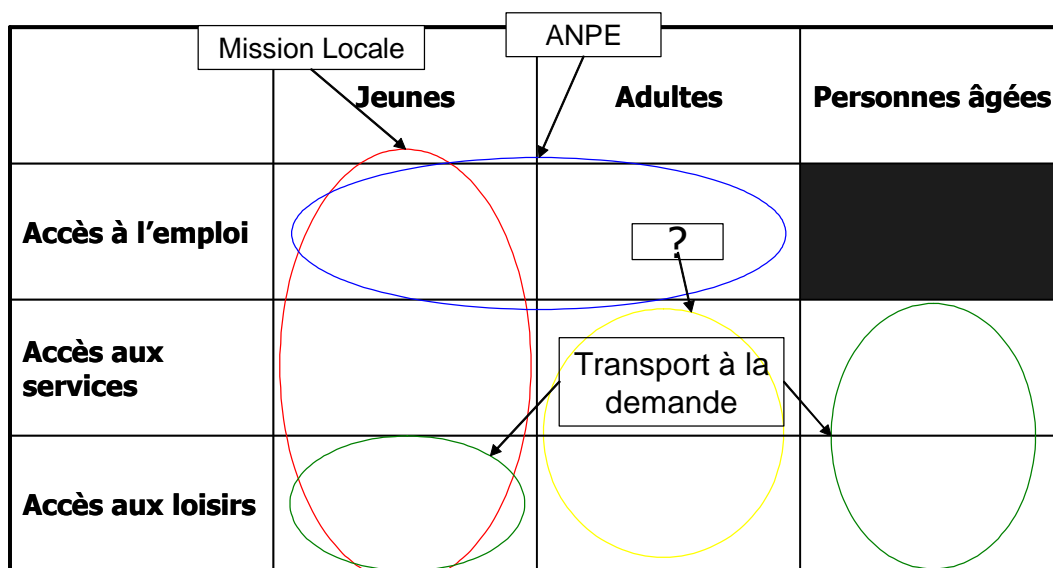 Mission Locale
ANPE
Jeunes
Adultes
Personnes âgées
Accès à l’emploi
?
Accès aux
services
Transport à la
demande
Accès aux loisirs